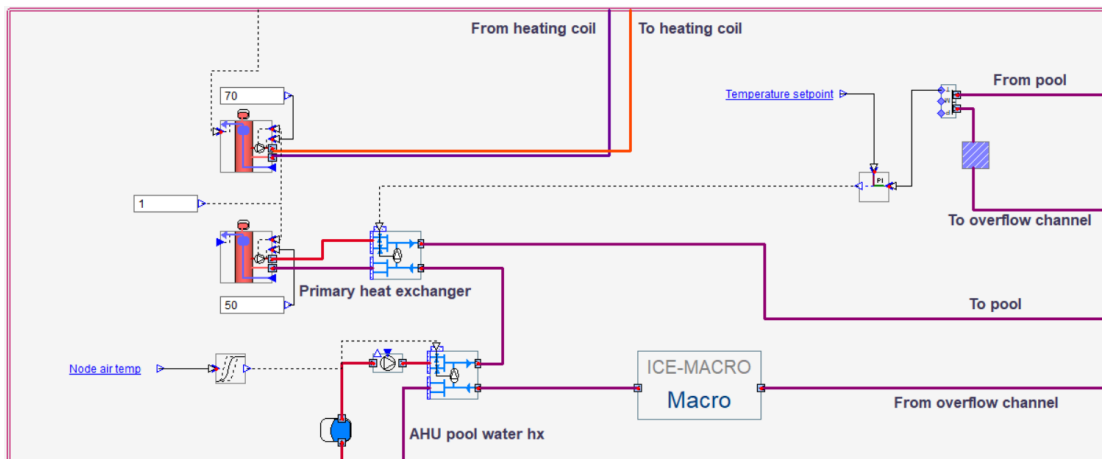 From heating coil
To heating coil
From pool
70
Temperature setpoint
PI
1
To overflow channel
Primary heat exchanger
50
To pool
Node air temp
ICE-MACRO
Macro
From overflow channel
AHU pool water hx